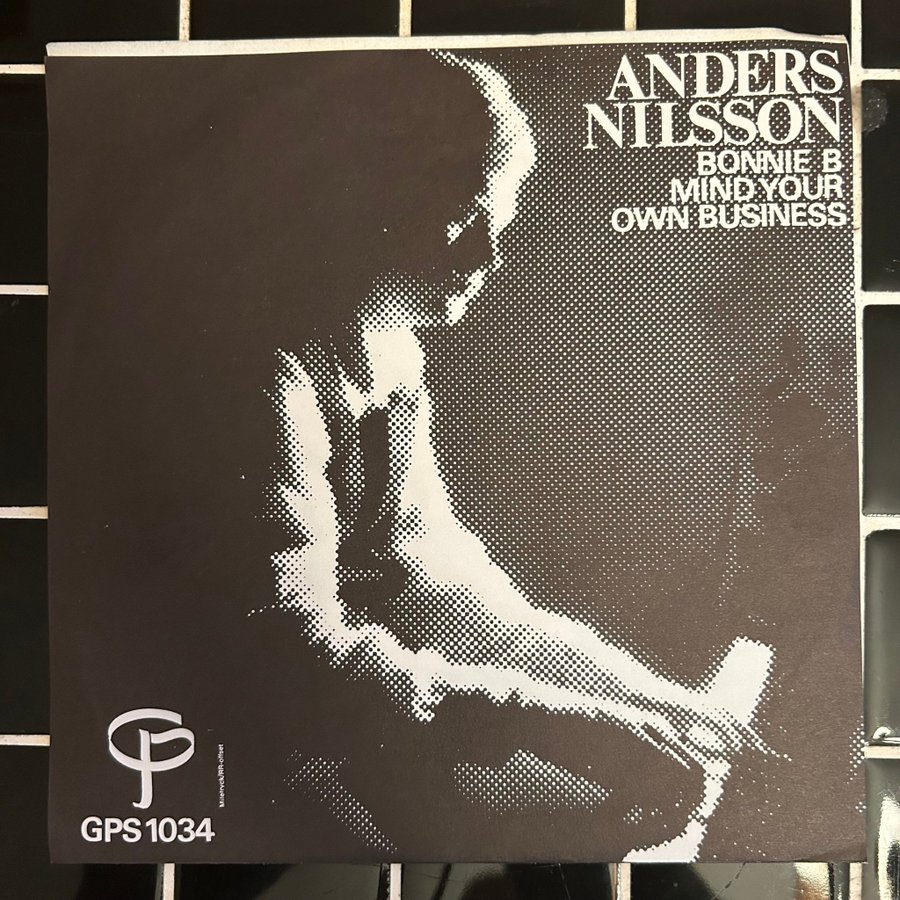 ANDERS
NILSSON
BONNIE B
MIND YOUR
OWN BUSINESS
GPS 1034